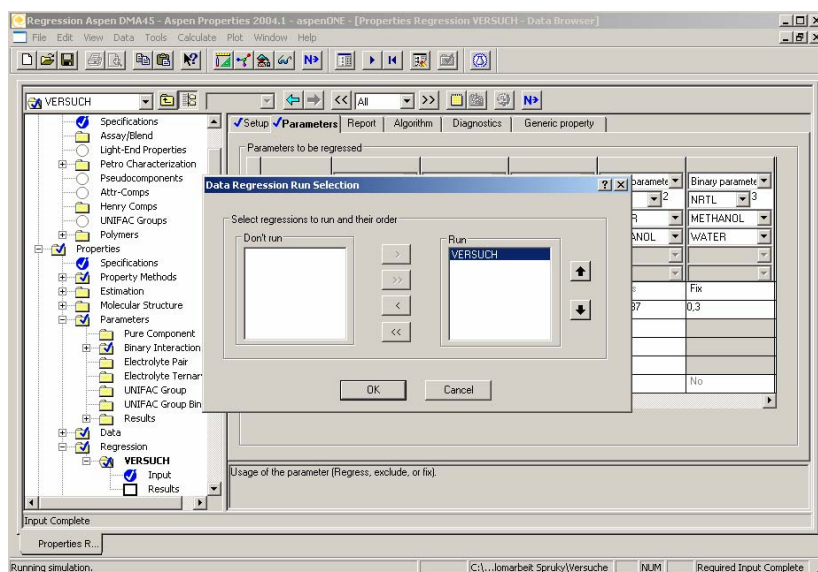 Regression Aspen DMA45 - Aspen Properties 2004.1 - aspenONE - [Properties Regression VERSUCH - Data Browser]
File Edit View Data Tools Calculate Plot Window Help
N>
VERSUCH
<< All >> N>
Specifications
Assay/Blend
Light-End Properties
Petro Characterization
Pseudocomponents
Attr-Comps
Henry Comps
UNIFAC Groups
Polymers
Properties
Specifications
Property Methods
Estimation
Molecular Structure
Parameters
Pure Component
Binary Interaction
Electrolyte Pair
Electrolyte Ternar
UNIFAC Group
UNIFAC Group Bin
Results
Data
Regression
VERSUCH
Input
Results
Setup Parameters Report Algorithm Diagnostics Generic property
Parameters to be regressed
paramete Binary paramete
2 NRTL 3
R METHANOL
ANOL WATER
s Fix
37 0,3
No
Data Regression Run Selection
Select regressions to run and their order
Don't run
>
>>
<
<<
Run
VERSUCH
OK Cancel
Usage of the parameter (Regress, exclude, or fix).
Input Complete
Properties R...
Running simulation. C:\...lomarbeit Spruky\Versuche NUM Required Input Complete